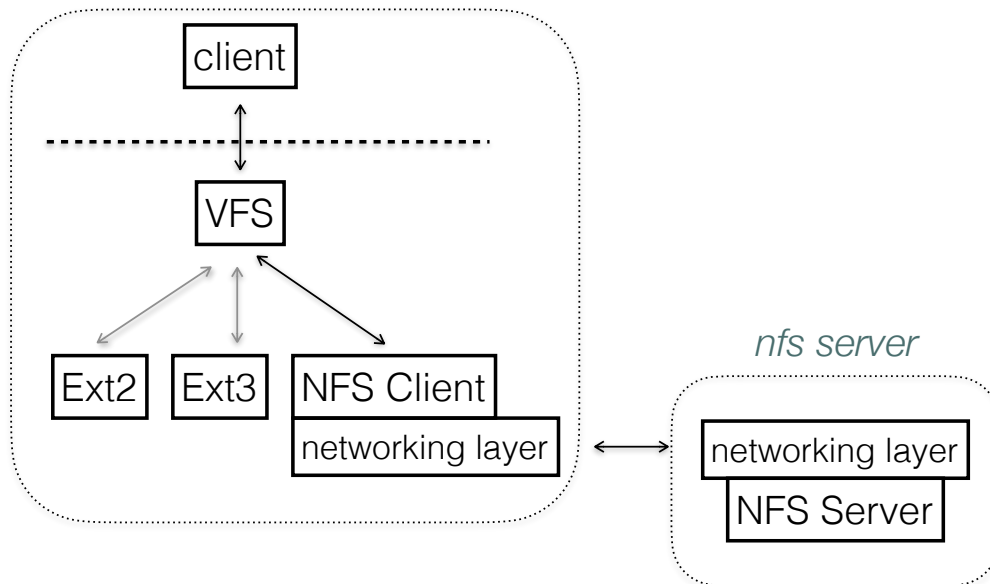 client
VFS
Ext2
Ext3
NFS Client
networking layer
nfs server
networking layer
NFS Server